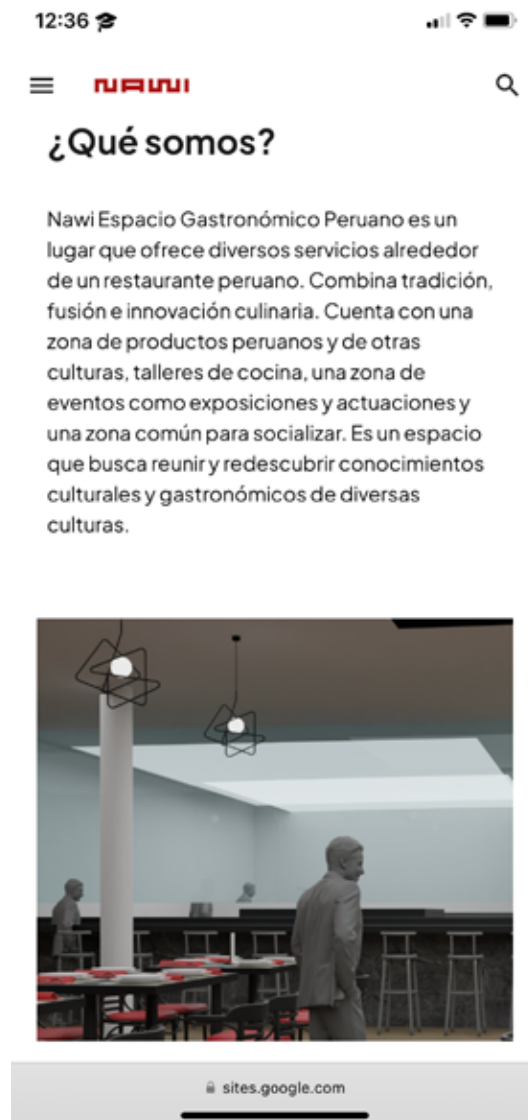 12:36
NAWI
¿Qué somos?
Nawi Espacio Gastronómico Peruano es un
lugar que ofrece diversos servicios alrededor
de un restaurante peruano. Combina tradición,
fusión e innovación culinaria. Cuenta con una
zona de productos peruanos y de otras
culturas, talleres de cocina, una zona de
eventos como exposiciones y actuaciones y
una zona común para socializar. Es un espacio
que busca reunir y redescubrir conocimientos
culturales y gastronómicos de diversas
culturas.
sites.google.com